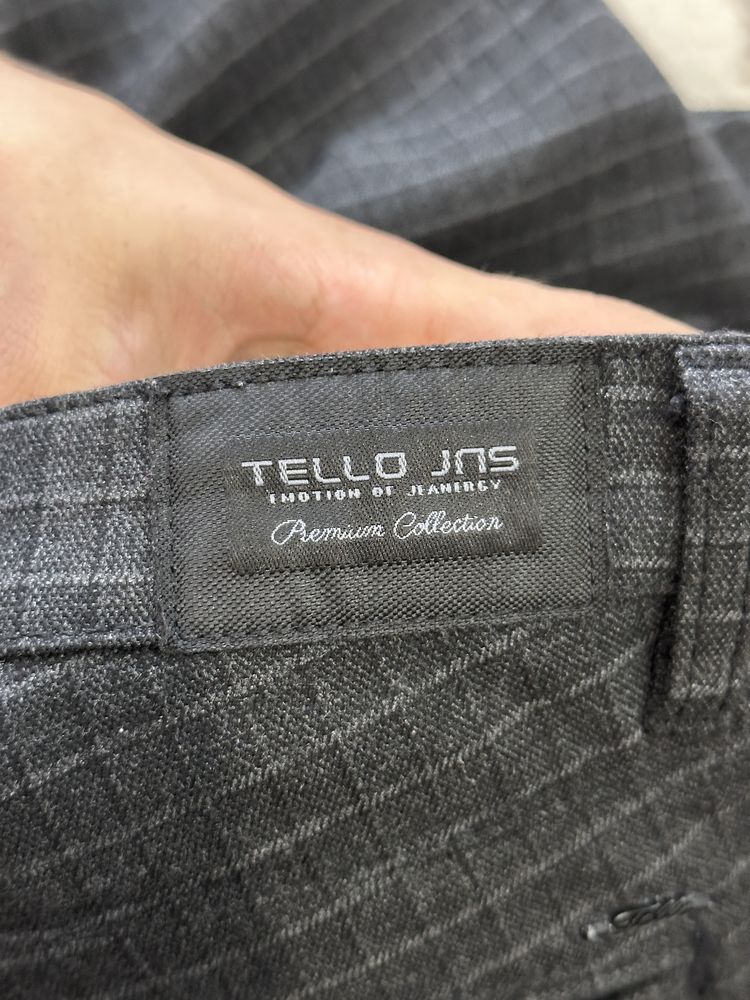 TELLO JNS
EMOTION OF JEANERGY
Premium Collection